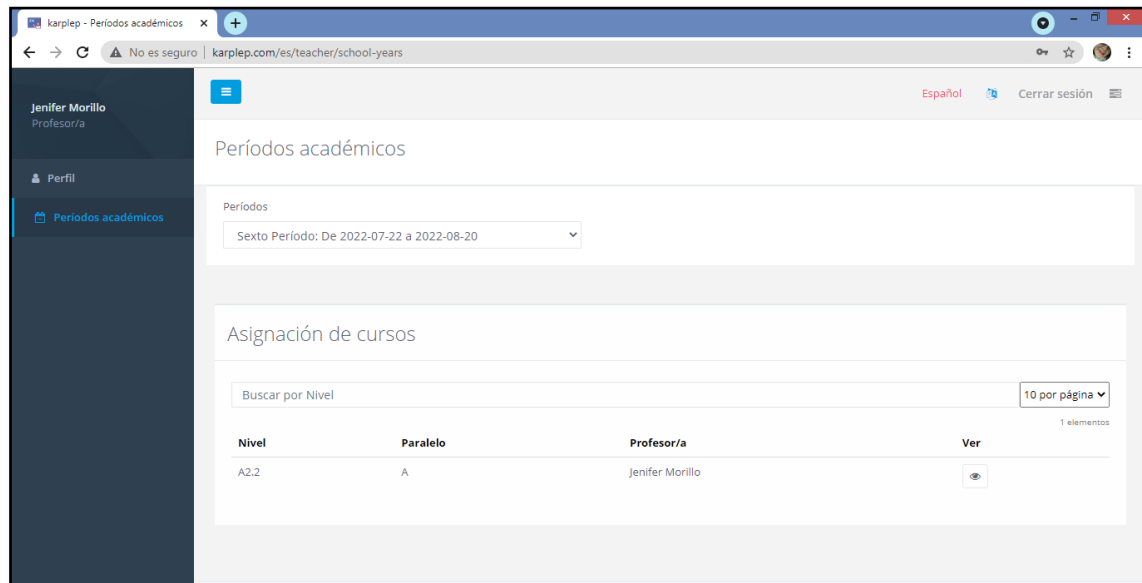 karplep - Períodos académicos
No es seguro | karplep.com/es/teacher/school-years
Jenifer Morillo
Profesor/a
Perfil
Períodos académicos
Español
Cerrar sesión
Períodos académicos
Períodos
Sexto Período: De 2022-07-22 a 2022-08-20
Asignación de cursos
Buscar por Nivel
10 por página
1 elementos
Nivel Paralelo Profesor/a Ver
A2.2 A Jenifer Morillo